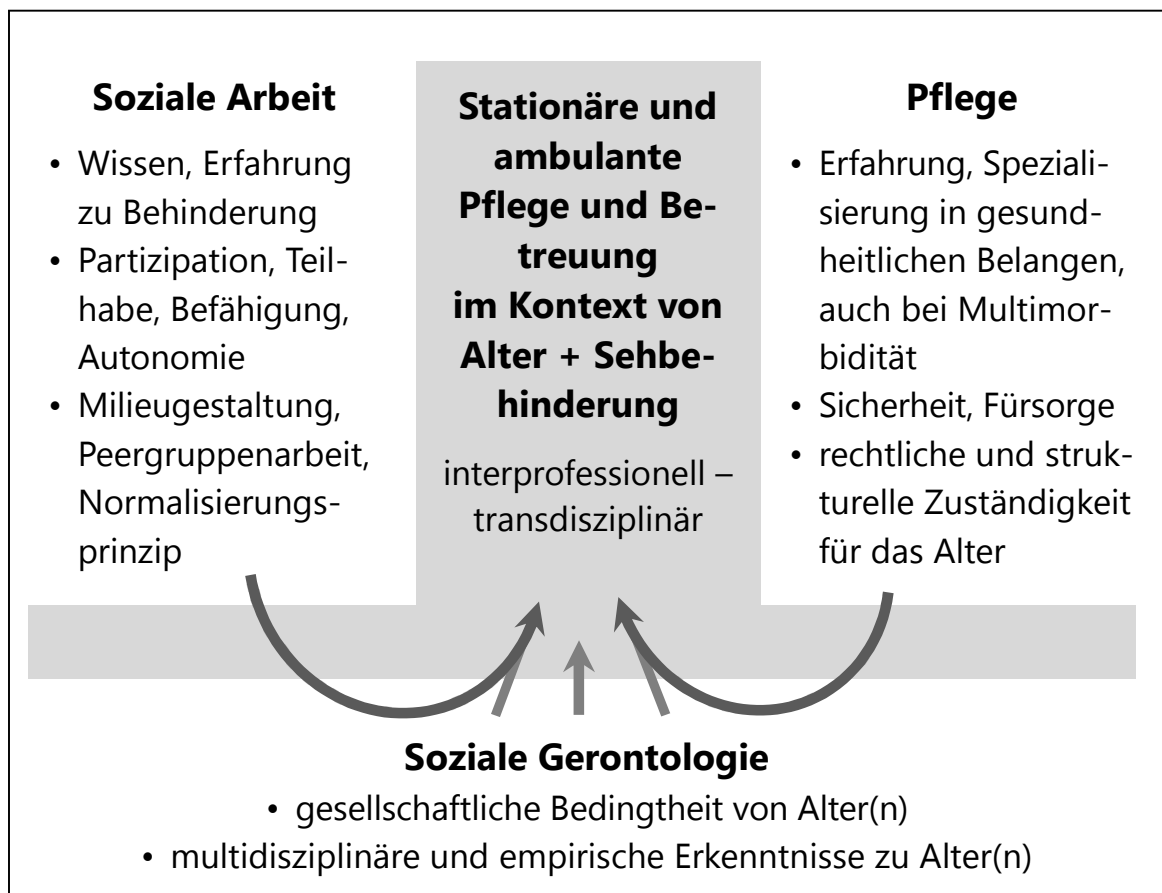 Soziale Arbeit
• Wissen, Erfahrung
zu Behinderung
• Partizipation, Teil-
habe, Befähigung,
Autonomie
• Milieugestaltung,
Peergruppenarbeit,
Normalisierungs-
prinzip
Stationäre und
ambulante
Pflege und Be-
treuung
im Kontext von
Alter + Sehbe-
hinderung
interprofessionell –
transdisziplinär
Pflege
• Erfahrung, Speziali-
sierung in gesund-
heitlichen Belangen,
auch bei Multimor-
bidität
• Sicherheit, Fürsorge
• rechtliche und struk-
turelle Zuständigkeit
für das Alter
Soziale Gerontologie
• gesellschaftliche Bedingtheit von Alter(n)
• multidisziplinäre und empirische Erkenntnisse zu Alter(n)